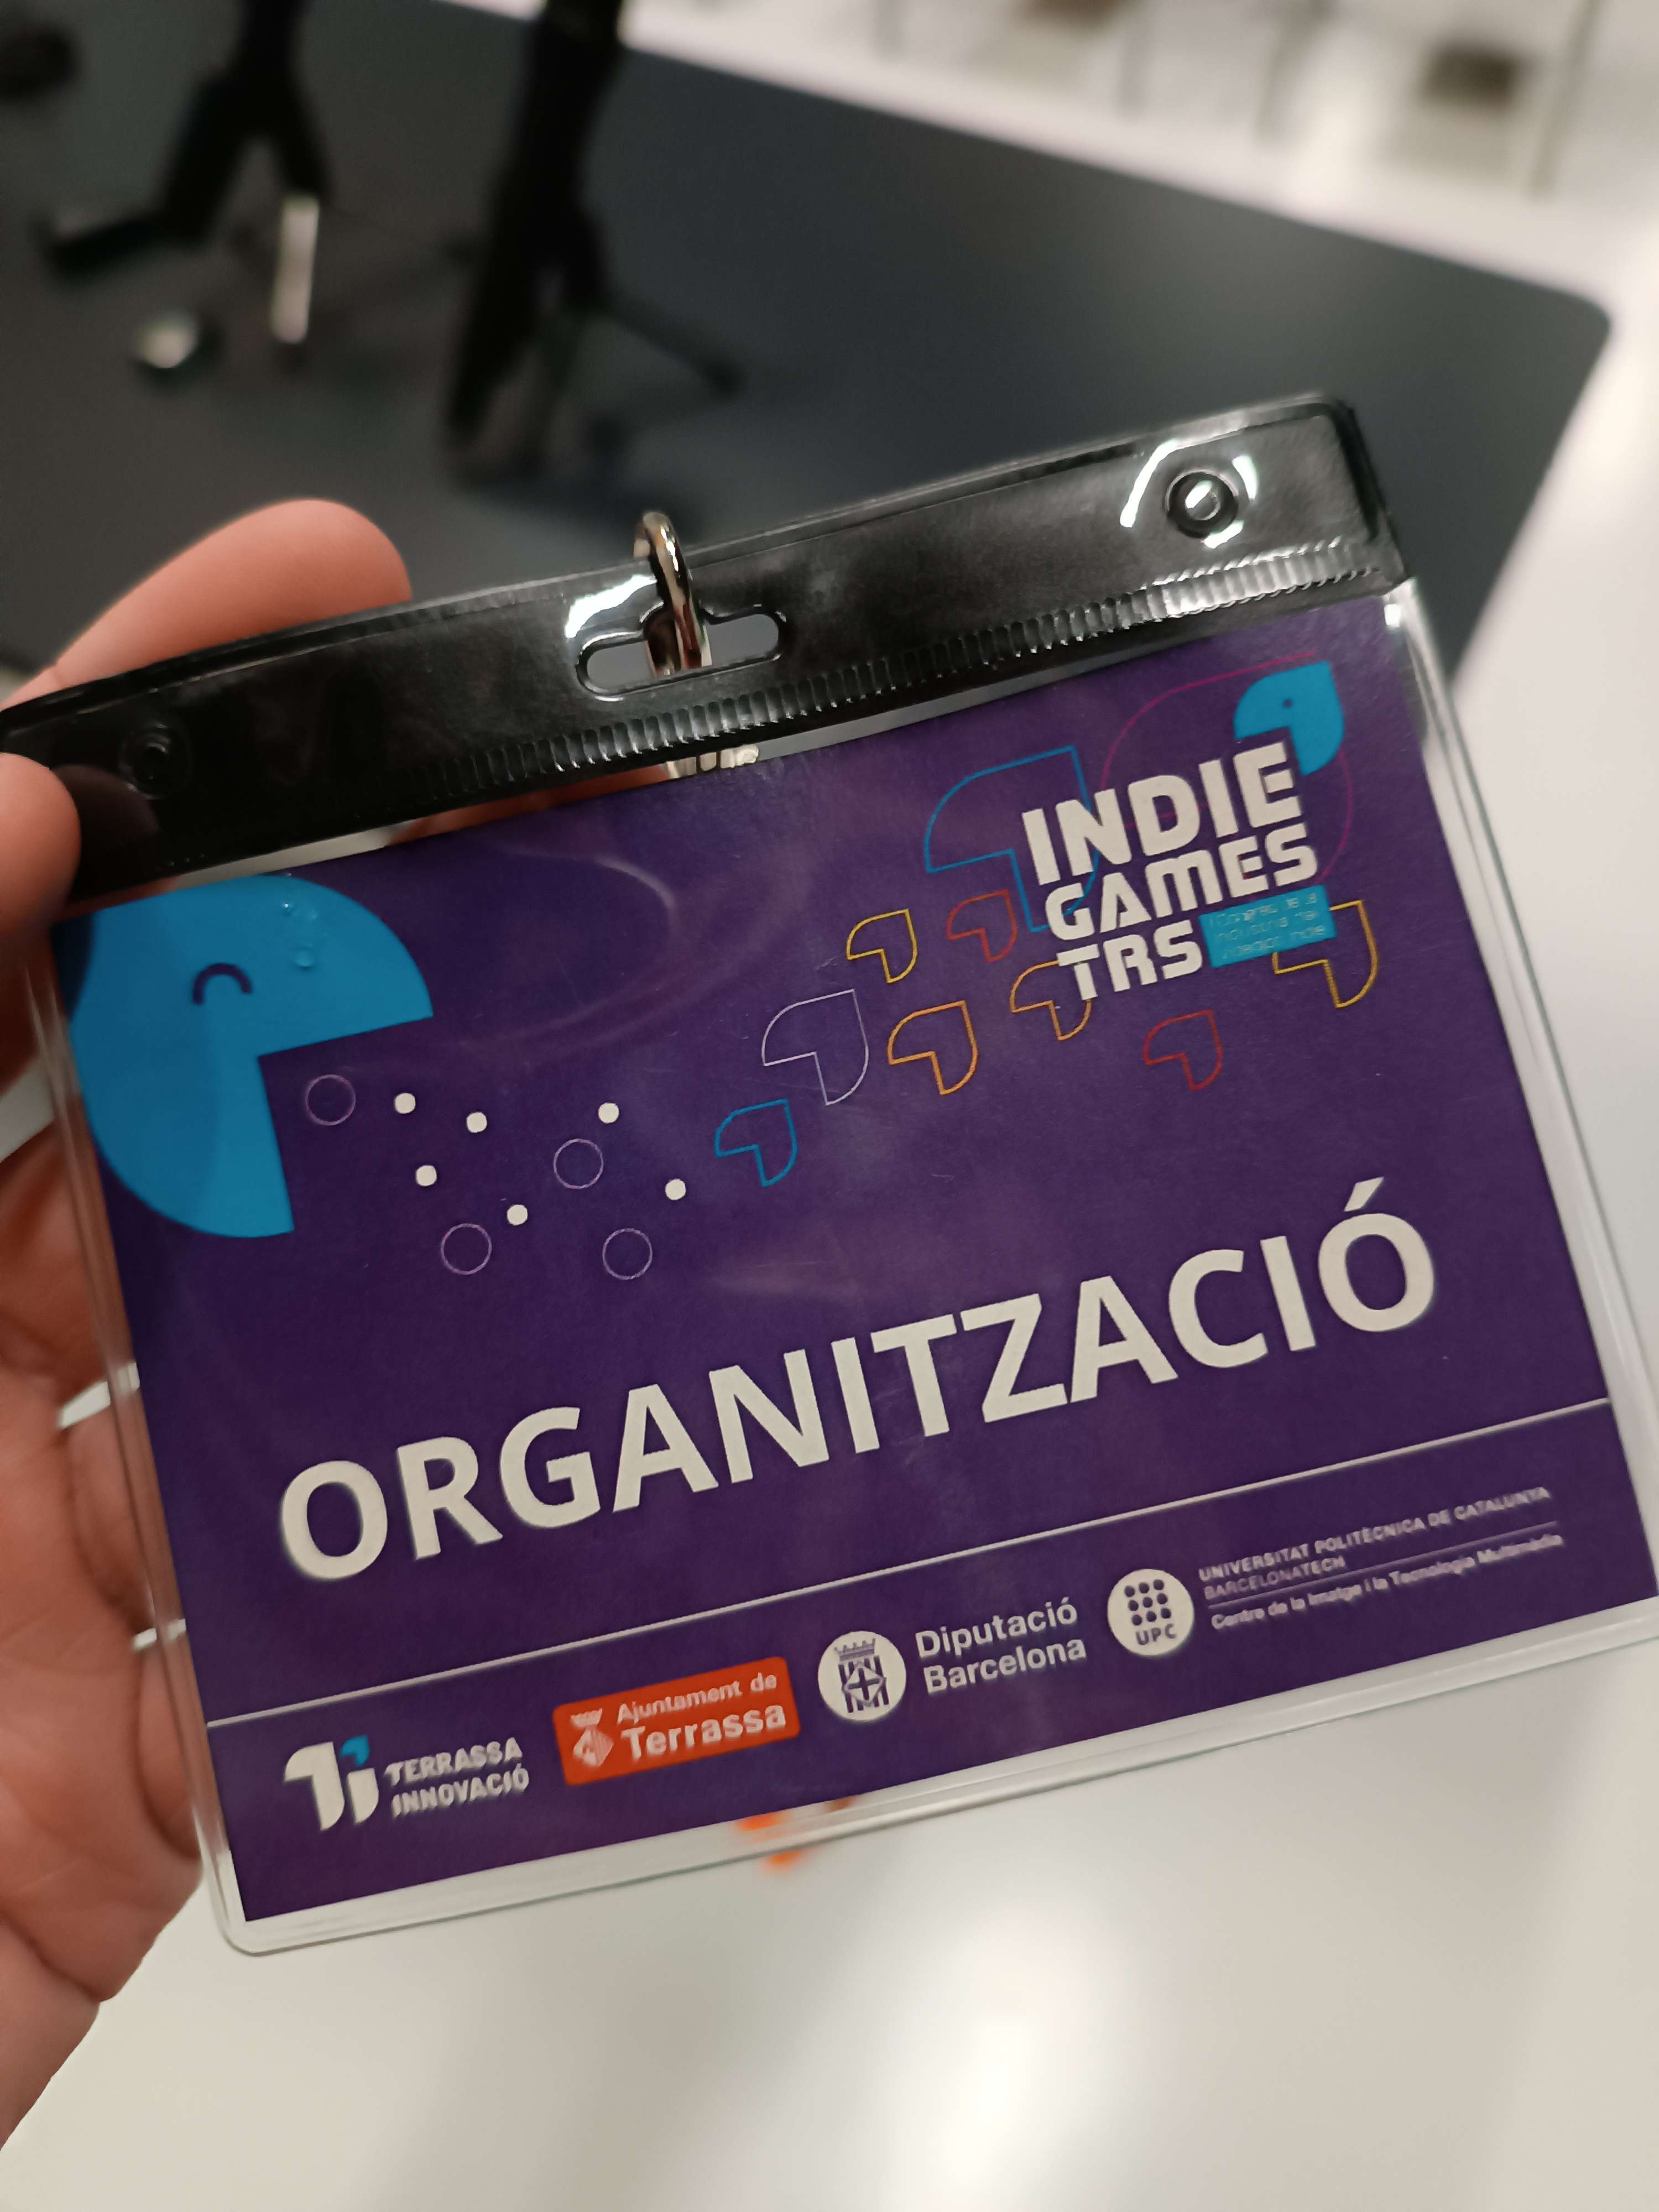 INDIE
GAMES
TRS
ORGANITZACIÓ
TERRASSA
INNOVACIÓ
Ajuntament de
Terrassa
Diputació
Barcelona
UPC
UNIVERSITAT POLITÈCNICA DE CATALUNYA
BARCELONATECH
Centre de la Imatge i la Tecnologia Multimèdia